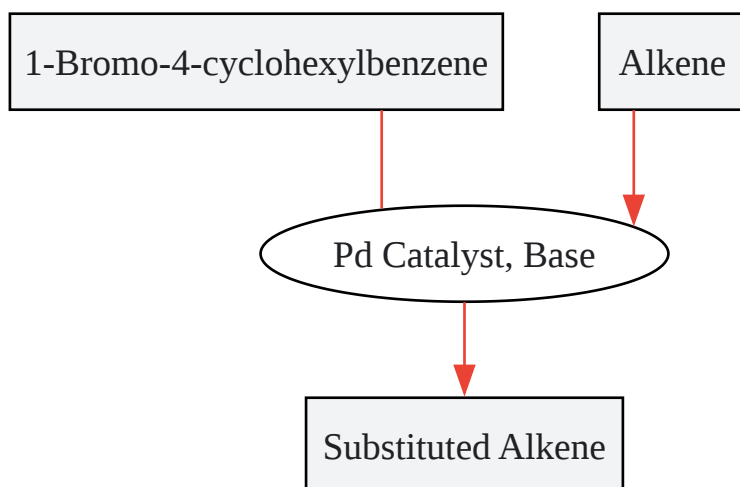 1-Bromo-4-cyclohexylbenzene
Alkene
Pd Catalyst, Base
Substituted Alkene